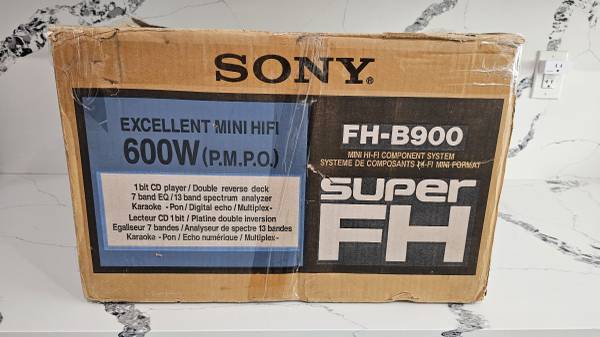 SONY®
EXCELLENT MINI HIFI
600W (P.M.P.O.)
1 bit CD player / Double reverse deck
7 band EQ / 13 band spectrum analyzer
Karaoke -Pon / Digital echo / Multiplex-
Lecteur CD 1 bit / Platine double inversion
Egaliseur 7 bandes / Analyseur de spectre 13 bandes
Karaoke -Pon / Echo numérique / Multiplex-
FH-B900
MINI HI-FI COMPONENT SYSTEM
SYSTEME DE COMPOSANTS HI-FI MINI FORMAT
SUPER
FH